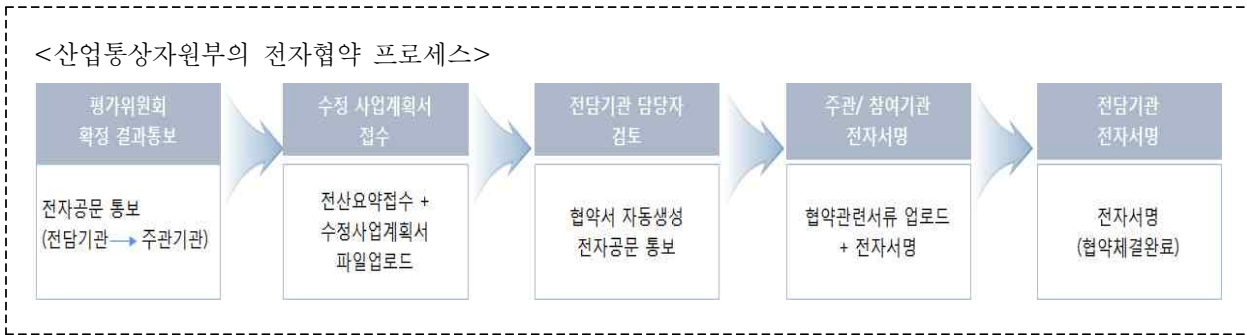 <산업통상자원부의 전자협약 프로세스>
평가위원회
확정 결과통보
전자공문 통보
(전담기관 → 주관기관)
수정 사업계획서
접수
전산요약접수 +
수정사업계획서
파일업로드
전담기관 담당자
검토
협약서 자동생성
전자공문 통보
주관/ 참여기관
전자서명
협약관련서류 업로드
+ 전자서명
전담기관
전자서명
전자서명
(협약체결완료)